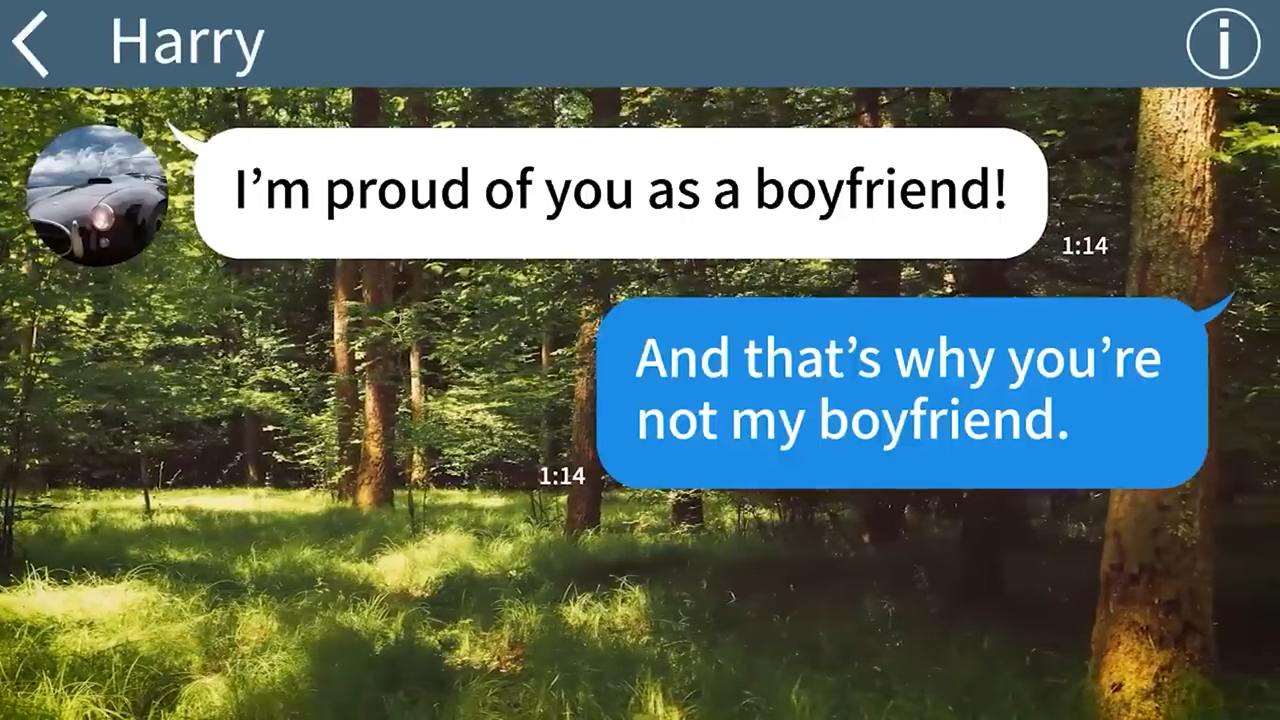 Harry
I’m proud of you as a boyfriend!
1:14
And that’s why you’re
not my boyfriend.
1:14